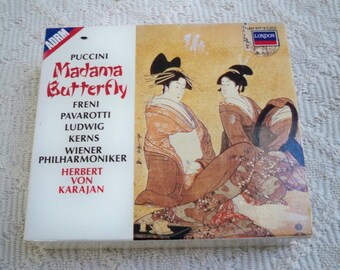 ADRM
PUCCINI
Madama
Butterfly
FRENI
PAVAROTTI
LUDWIG
KERNS
WIENER
PHILHARMONIKER
HERBERT
VON
KARAJAN
LONDON